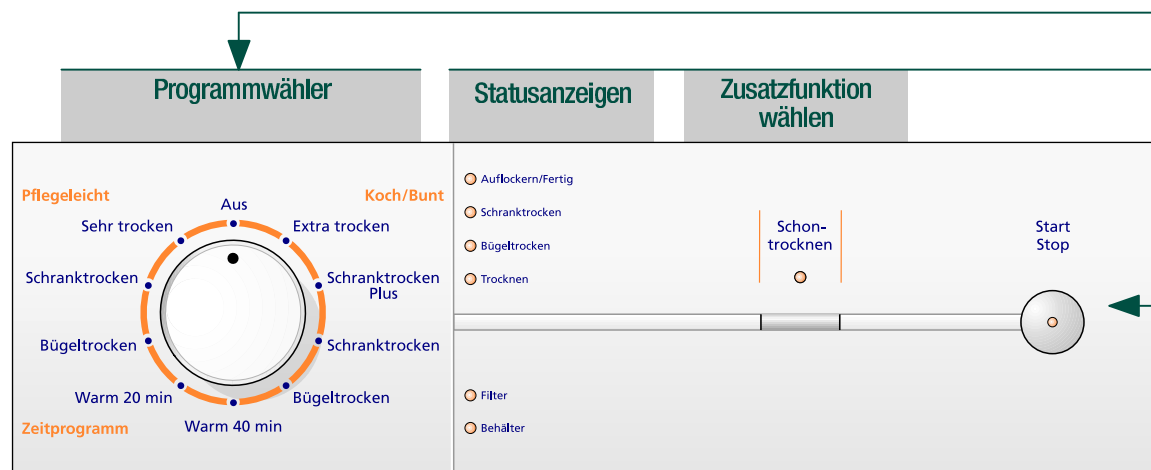 Programmwähler
Statusanzeigen
Zusatzfunktion
wählen
Pflegeleicht
Koch/Bunt
Aus
Sehr trocken
Extra trocken
Schranktrocken
Schranktrocken
Plus
Bügeltrocken
Schranktrocken
Warm 20 min
Bügeltrocken
Zeitprogramm
Warm 40 min
Auflockern/Fertig
Schranktrocken
Bügeltrocken
Trocknen
Filter
Behälter
Schon-
trocknen
Start
Stop